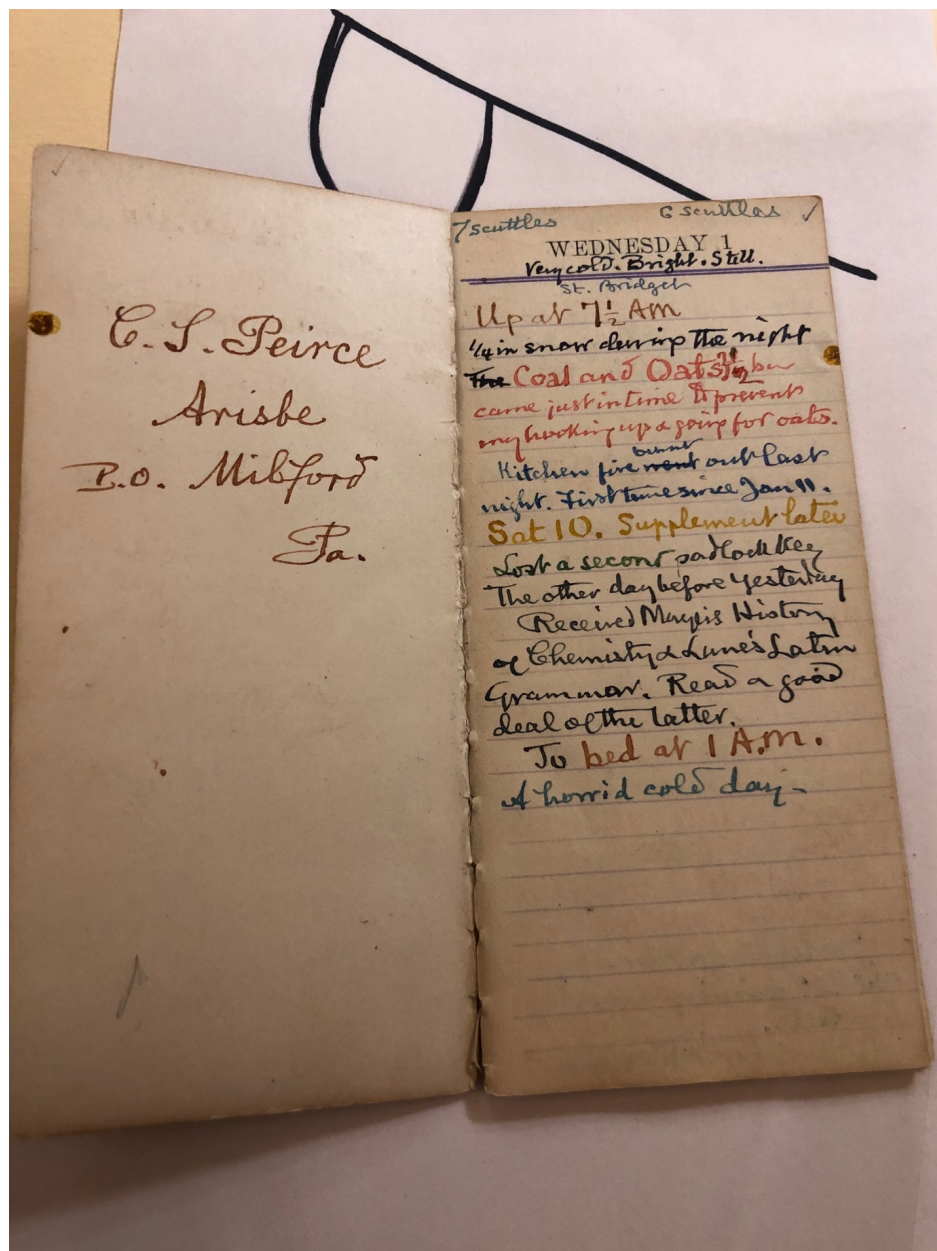 C. S. Peirce
Arisbe
P.O. Milford
Pa.
7 scuttles
6 scuttles
WEDNESDAY 1
Very cold. Bright. Still.
St. Bridget
Up at 7½ AM
1/4 in snow during the night
The Coal and Oats
came just in time to prevent
my hooking up & going for oats.
burnt
Kitchen fire went out last
night. First time since Jan 11.
Sat 10. Supplement later
Lost a second padlock key
The other day before yesterday
Received History
of Chemistry & Lane's Latin
Grammar. Read a good
deal of the latter.
To bed at 1 A.M.
A horrid cold day-